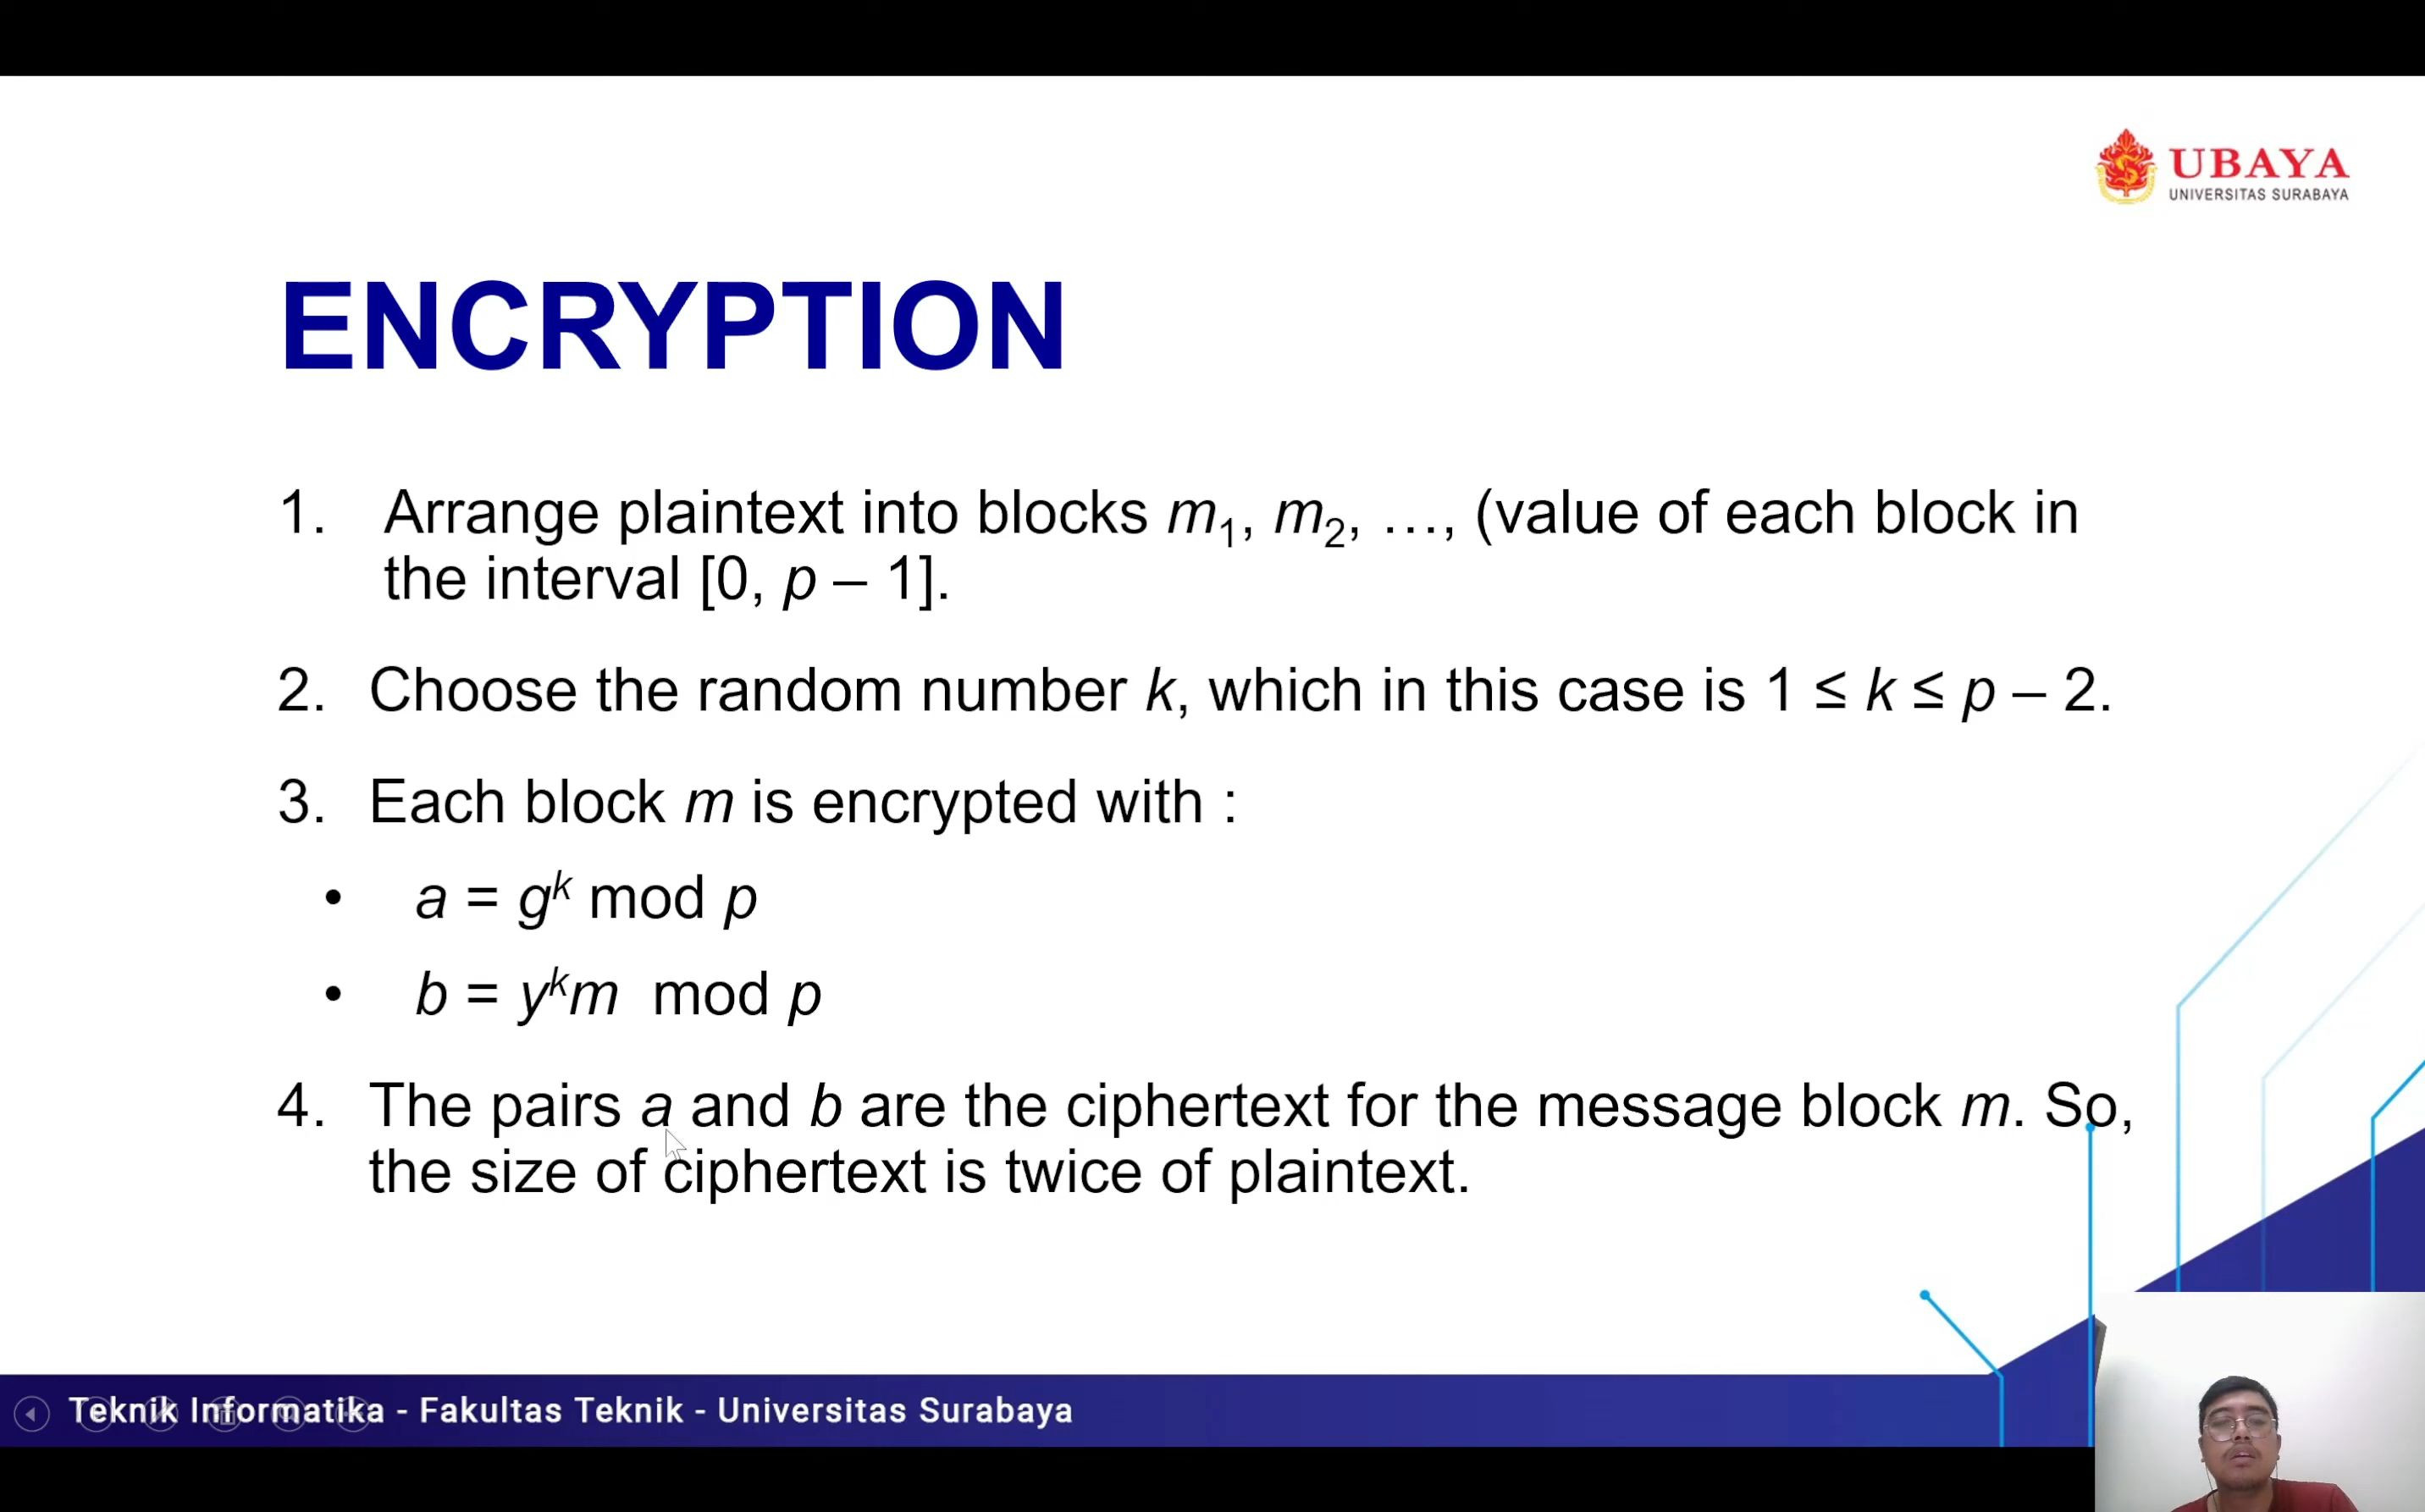 UBAYA
UNIVERSITAS SURABAYA
ENCRYPTION
1. Arrange plaintext into blocks m₁, m₂, …, (value of each block in
the interval [0, p – 1].
2. Choose the random number k, which in this case is 1 ≤ k ≤ p – 2.
3. Each block m is encrypted with :
• a = gᵏ mod p
• b = yᵏm mod p
4. The pairs a and b are the ciphertext for the message block m. So,
the size of ciphertext is twice of plaintext.
Teknik Informatika - Fakultas Teknik - Universitas Surabaya